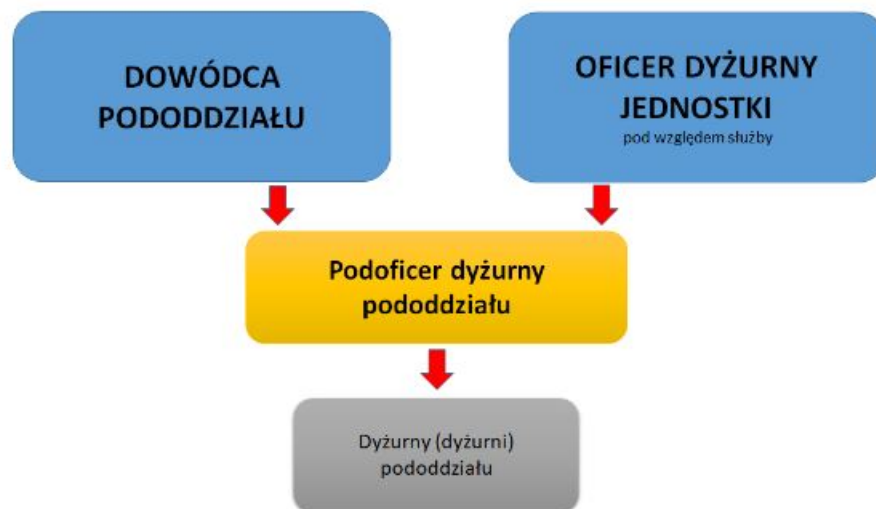 DOWÓDCA
PODODDZIAŁU
OFICER DYŻURNY
JEDNOSTKI
pod względem służby
Podoficer dyżurny
pododdziału
Dyżurny (dyżurni)
pododdziału